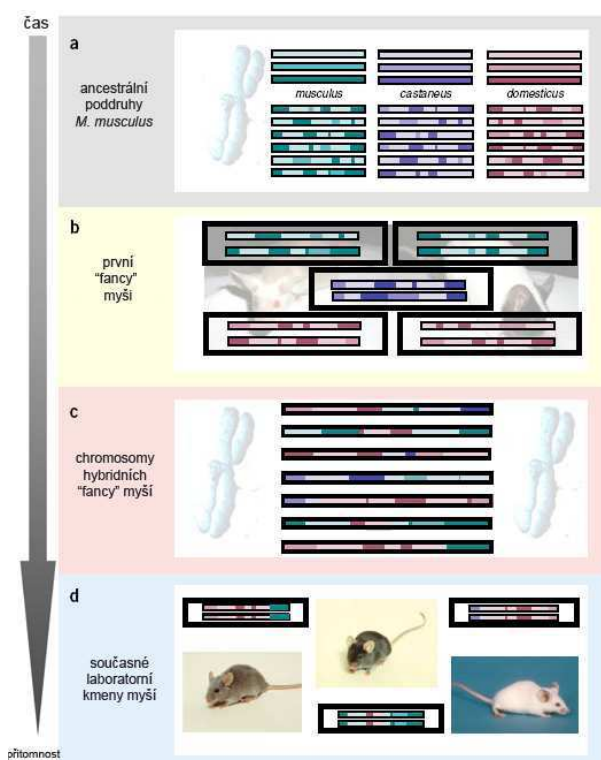 čas
a
ancestrální
poddruhy
M. musculus
musculus
castaneus
domesticus
b
první
"fancy"
myši
c
chromosomy
hybridních
"fancy" myší
d
současné
laboratorní
kmeny myší
přítomnost